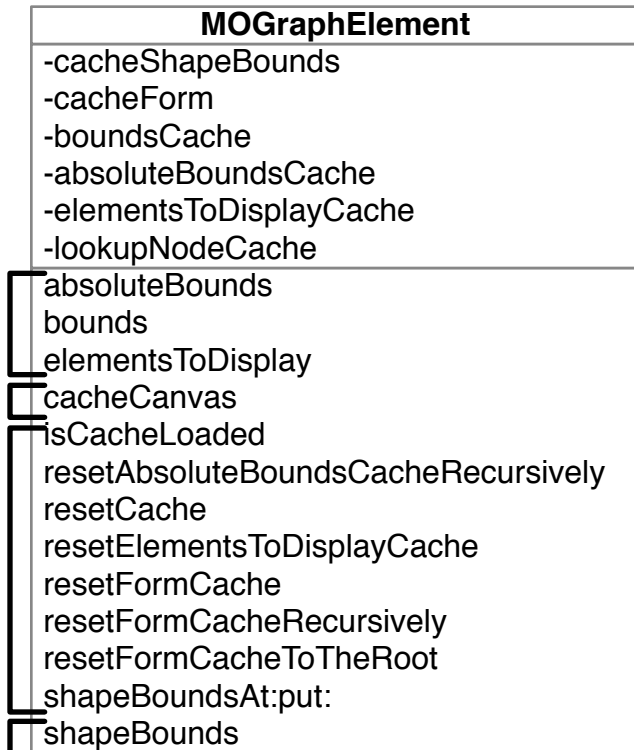 MOGraphElement
-cacheShapeBounds
-cacheForm
-boundsCache
-absoluteBoundsCache
-elementsToDisplayCache
-lookupNodeCache
absoluteBounds
bounds
elementsToDisplay
cacheCanvas
isCacheLoaded
resetAbsoluteBoundsCacheRecursively
resetCache
resetElementsToDisplayCache
resetFormCache
resetFormCacheRecursively
resetFormCacheToTheRoot
shapeBoundsAt:put:
shapeBounds